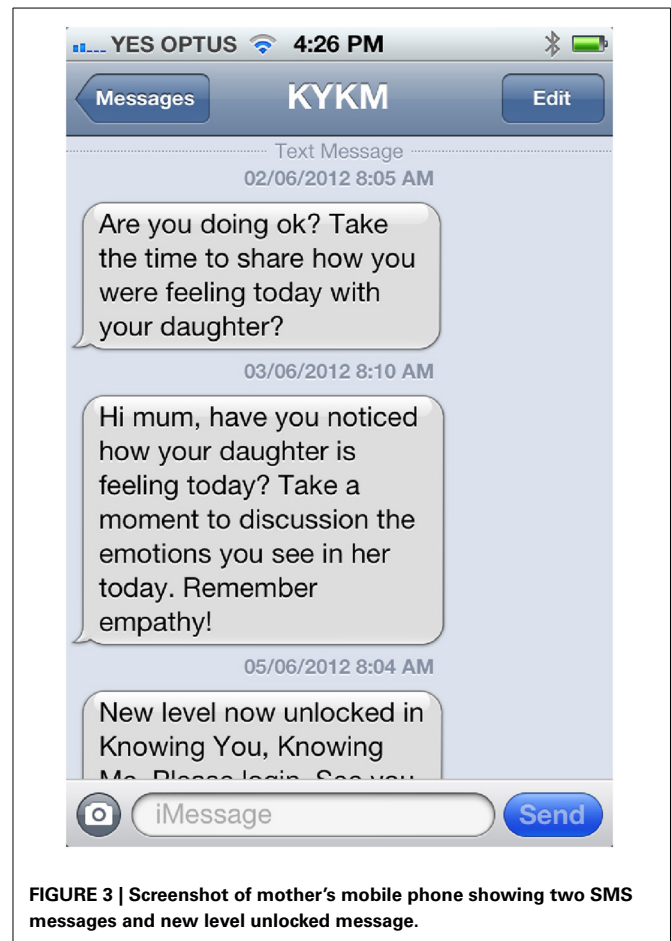 YES OPTUS 4:26 PM
Messages KYKM Edit
Text Message
02/06/2012 8:05 AM
Are you doing ok? Take
the time to share how you
were feeling today with
your daughter?
03/06/2012 8:10 AM
Hi mum, have you noticed
how your daughter is
feeling today? Take a
moment to discussion the
emotions you see in her
today. Remember
empathy!
05/06/2012 8:04 AM
New level now unlocked in
Knowing You, Knowing
Me. Please login. See you
iMessage Send
FIGURE 3 | Screenshot of mother's mobile phone showing two SMS
messages and new level unlocked message.